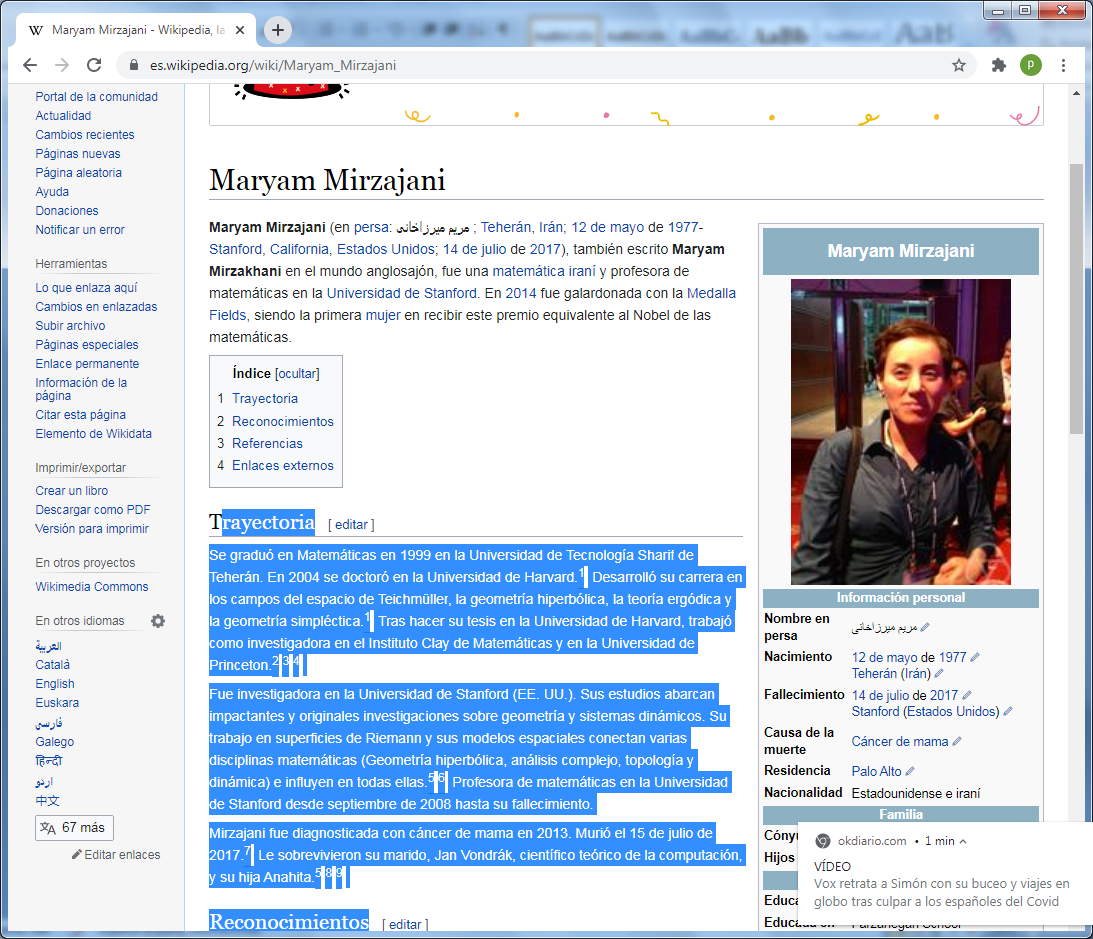 Maryam Mirzajani - Wikipedia, la
es.wikipedia.org/wiki/Maryam_Mirzajani
P
Portal de la comunidad
Actualidad
Cambios recientes
Páginas nuevas
Página aleatoria
Ayuda
Donaciones
Notificar un error
Herramientas
Lo que enlaza aquí
Cambios en enlazadas
Subir archivo
Páginas especiales
Enlace permanente
Información de la
página
Citar esta página
Elemento de Wikidata
Imprimir/exportar
Crear un libro
Descargar como PDF
Versión para imprimir
En otros proyectos
Wikimedia Commons
En otros idiomas
العربية
Català
English
Euskara
فارسی
Galego
हिन्दी
اردو
中文
67 más
Editar enlaces
Maryam Mirzajani
Maryam Mirzajani (en persa: مریم میرزاخانی ; Teherán, Irán; 12 de mayo de 1977-
Stanford, California, Estados Unidos; 14 de julio de 2017), también escrito Maryam
Mirzakhani en el mundo anglosajón, fue una matemática iraní y profesora de
matemáticas en la Universidad de Stanford. En 2014 fue galardonada con la Medalla
Fields, siendo la primera mujer en recibir este premio equivalente al Nobel de las
matemáticas.
Índice [ocultar]
1 Trayectoria
2 Reconocimientos
3 Referencias
4 Enlaces externos
Trayectoria [ editar ]
Se graduó en Matemáticas en 1999 en la Universidad de Tecnología Sharif de
Teherán. En 2004 se doctoró en la Universidad de Harvard.1 Desarrolló su carrera en
los campos del espacio de Teichmüller, la geometría hiperbólica, la teoría ergódica y
la geometría simpléctica.1 Tras hacer su tesis en la Universidad de Harvard, trabajó
como investigadora en el Instituto Clay de Matemáticas y en la Universidad de
Princeton.2 3 4
Fue investigadora en la Universidad de Stanford (EE. UU.). Sus estudios abarcan
impactantes y originales investigaciones sobre geometría y sistemas dinámicos. Su
trabajo en superficies de Riemann y sus modelos espaciales conectan varias
disciplinas matemáticas (Geometría hiperbólica, análisis complejo, topología y
dinámica) e influyen en todas ellas.5 6 Profesora de matemáticas en la Universidad
de Stanford desde septiembre de 2008 hasta su fallecimiento.
Mirzajani fue diagnosticada con cáncer de mama en 2013. Murió el 15 de julio de
2017.7 Le sobrevivieron su marido, Jan Vondrák, científico teórico de la computación,
y su hija Anahita.5 8 9
Reconocimientos [ editar ]
Maryam Mirzajani
Información personal
Nombre en
persa مریم میرزاخانی
Nacimiento 12 de mayo de 1977
Teherán (Irán)
Fallecimiento 14 de julio de 2017
Stanford (Estados Unidos)
Causa de la
muerte Cáncer de mama
Residencia Palo Alto
Nacionalidad Estadounidense e iraní
Familia
Hijos
okdiario.com • 1 min
VÍDEO
Vox retrata a Simón con su buceo y viajes en
globo tras culpar a los españoles del Covid